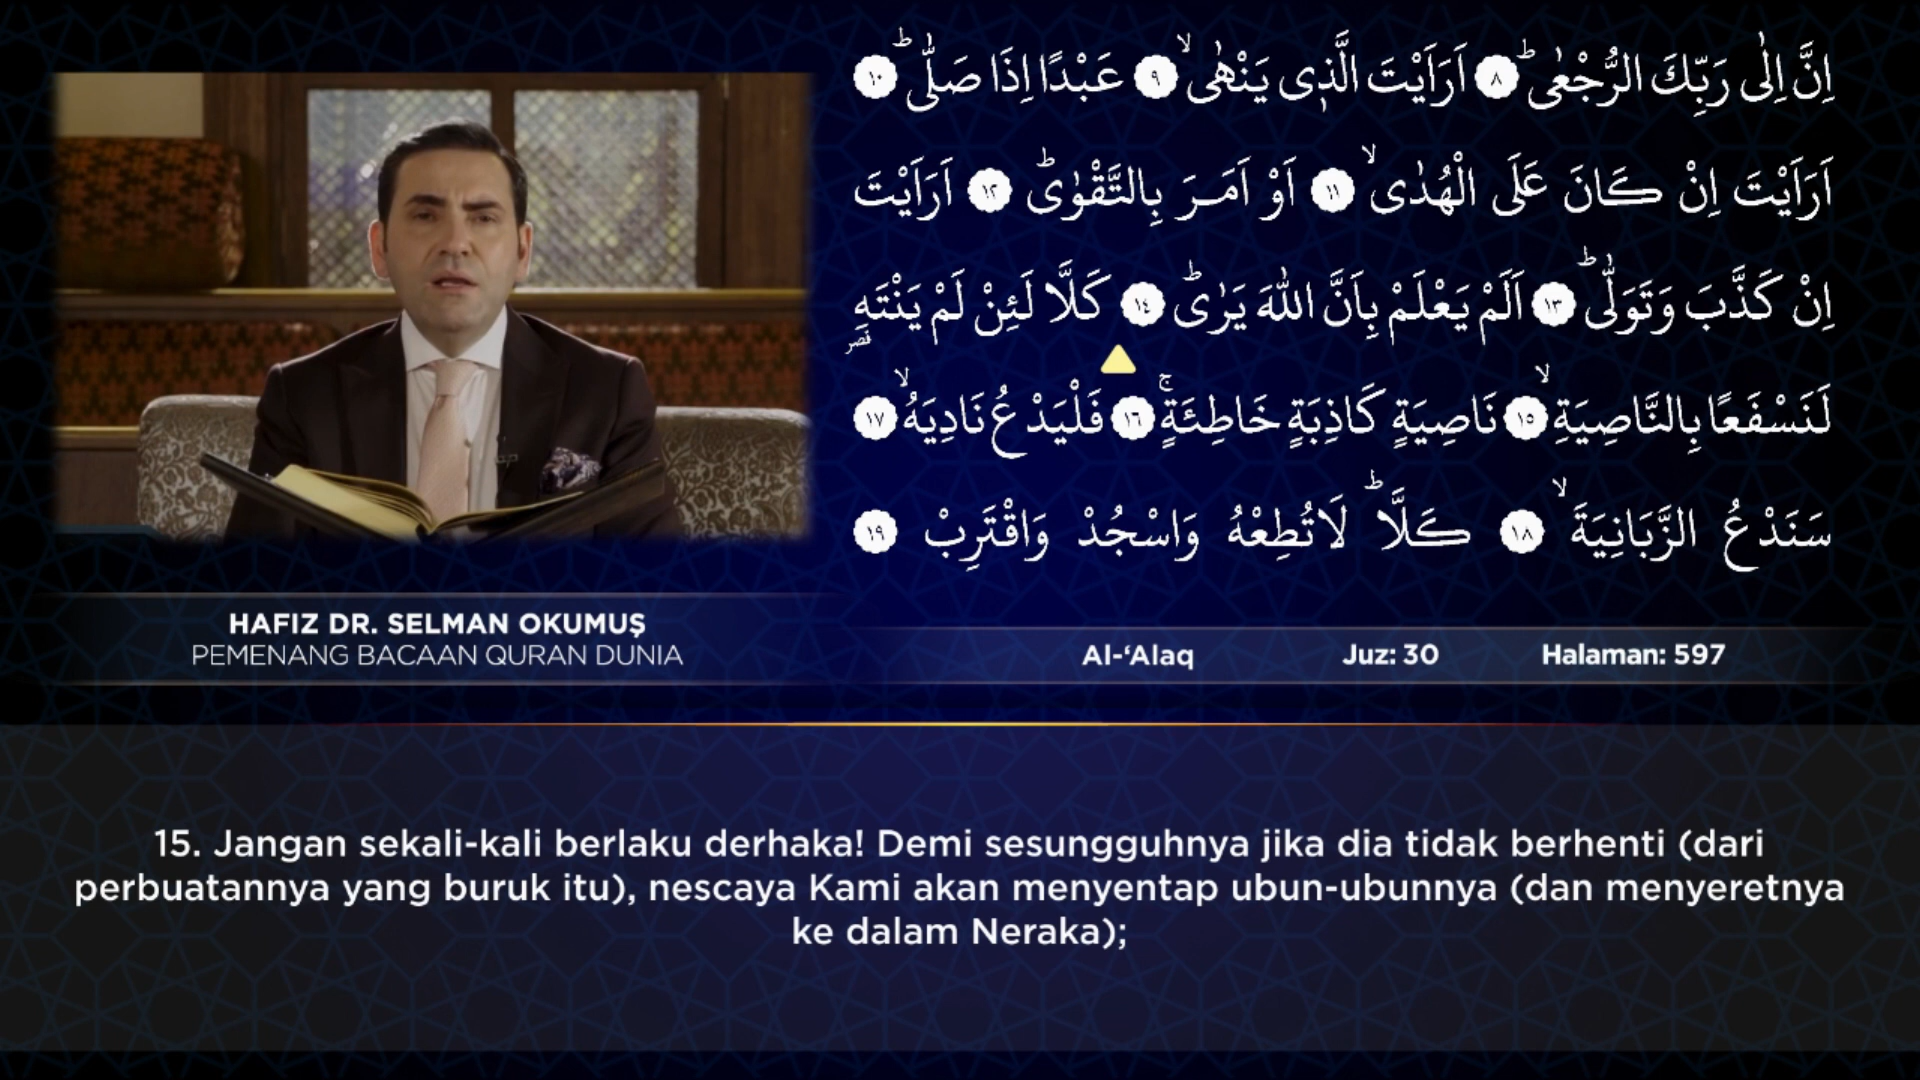 اِنَّ اِلٰى رَبِّكَ الرُّجْعٰىۜ ٨ اَرَاَيْتَ الَّذ۪ى يَنْهٰىۙ ٩ عَبْدًا اِذَا صَلّٰىۜ ١٠
اَرَاَيْتَ اِنْ كَانَ عَلَى الْهُدٰىۙ ١١ اَوْ اَمَـرَ بِالتَّقْوٰىۜ ١٢ اَرَاَيْتَ
اِنْ كَذَّبَ وَتَوَلّٰىۜ ١٣ اَلَمْ يَعْلَمْ بِاَنَّ اللّٰهَ يَرٰىۜ ١٤ كَلَّا لَئِنْ لَمْ يَنْتَهِ
قصر
لَنَسْفَعًا بِالنَّاصِيَةِۙ ١٥ نَاصِيَةٍ كَاذِبَةٍ خَاطِئَةٍۚ ١٦ فَلْيَدْعُ نَادِيَهُۙ ١٧
سَنَدْعُ الزَّبَانِيَةَۙ ١٨ كَلَّاۜ لَاتُطِعْهُ وَاسْجُدْ وَاقْتَرِبْ ١٩
HAFIZ DR. SELMAN OKUMUŞ
PEMENANG BACAAN QURAN DUNIA
Al-‘Alaq Juz: 30 Halaman: 597
15. Jangan sekali-kali berlaku derhaka! Demi sesungguhnya jika dia tidak berhenti (dari
perbuatannya yang buruk itu), nescaya Kami akan menyentap ubun-ubunnya (dan menyeretnya
ke dalam Neraka);